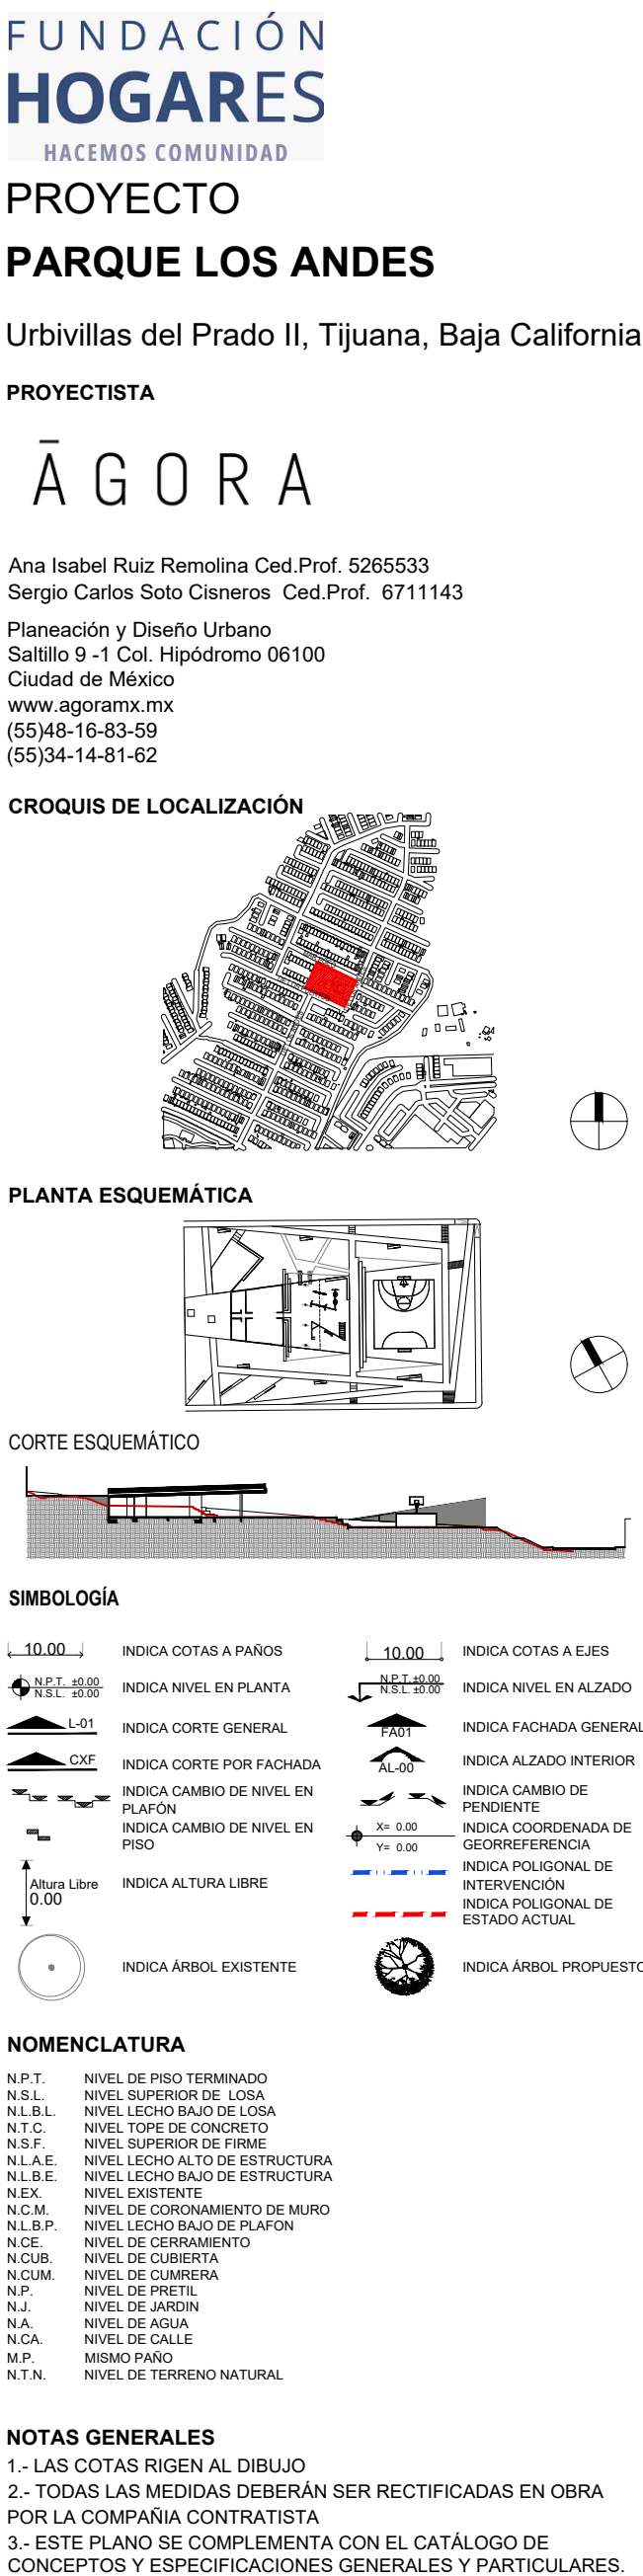 FUNDACIÓN
HOGARES
HACEMOS COMUNIDAD
PROYECTO
PARQUE LOS ANDES
Urbivillas del Prado II, Tijuana, Baja California
PROYECTISTA
ĀGORA
Ana Isabel Ruiz Remolina Ced.Prof. 5265533
Sergio Carlos Soto Cisneros Ced.Prof. 6711143
Planeación y Diseño Urbano
Saltillo 9 -1 Col. Hipódromo 06100
Ciudad de México
www.agoramx.mx
(55)48-16-83-59
(55)34-14-81-62
CROQUIS DE LOCALIZACIÓN
PLANTA ESQUEMÁTICA
CORTE ESQUEMÁTICO
SIMBOLOGÍA
10.00 INDICA COTAS A PAÑOS
10.00 INDICA COTAS A EJES
N.P.T. ±0.00
N.S.L. ±0.00
INDICA NIVEL EN PLANTA
N.P.T. ±0.00
N.S.L. ±0.00
INDICA NIVEL EN ALZADO
L-01 INDICA CORTE GENERAL
FA01 INDICA FACHADA GENERAL
CXF INDICA CORTE POR FACHADA
AL-00 INDICA ALZADO INTERIOR
INDICA CAMBIO DE NIVEL EN
PLAFÓN
INDICA CAMBIO DE
PENDIENTE
INDICA CAMBIO DE NIVEL EN
PISO
X= 0.00
Y= 0.00
INDICA COORDENADA DE
GEORREFERENCIA
Altura Libre
0.00
INDICA ALTURA LIBRE
INDICA POLIGONAL DE
INTERVENCIÓN
INDICA POLIGONAL DE
ESTADO ACTUAL
INDICA ÁRBOL EXISTENTE
INDICA ÁRBOL PROPUESTO
NOMENCLATURA
N.P.T. NIVEL DE PISO TERMINADO
N.S.L. NIVEL SUPERIOR DE LOSA
N.L.B.L. NIVEL LECHO BAJO DE LOSA
N.T.C. NIVEL TOPE DE CONCRETO
N.S.F. NIVEL SUPERIOR DE FIRME
N.L.A.E. NIVEL LECHO ALTO DE ESTRUCTURA
N.L.B.E. NIVEL LECHO BAJO DE ESTRUCTURA
N.EX. NIVEL EXISTENTE
N.C.M. NIVEL DE CORONAMIENTO DE MURO
N.L.B.P. NIVEL LECHO BAJO DE PLAFON
N.CE. NIVEL DE CERRAMIENTO
N.CUB. NIVEL DE CUBIERTA
N.CUM. NIVEL DE CUMRERA
N.P. NIVEL DE PRETIL
N.J. NIVEL DE JARDIN
N.A. NIVEL DE AGUA
N.CA. NIVEL DE CALLE
M.P. MISMO PAÑO
N.T.N. NIVEL DE TERRENO NATURAL
NOTAS GENERALES
1.- LAS COTAS RIGEN AL DIBUJO
2.- TODAS LAS MEDIDAS DEBERÁN SER RECTIFICADAS EN OBRA
POR LA COMPAÑIA CONTRATISTA
3.- ESTE PLANO SE COMPLEMENTA CON EL CATÁLOGO DE
CONCEPTOS Y ESPECIFICACIONES GENERALES Y PARTICULARES.